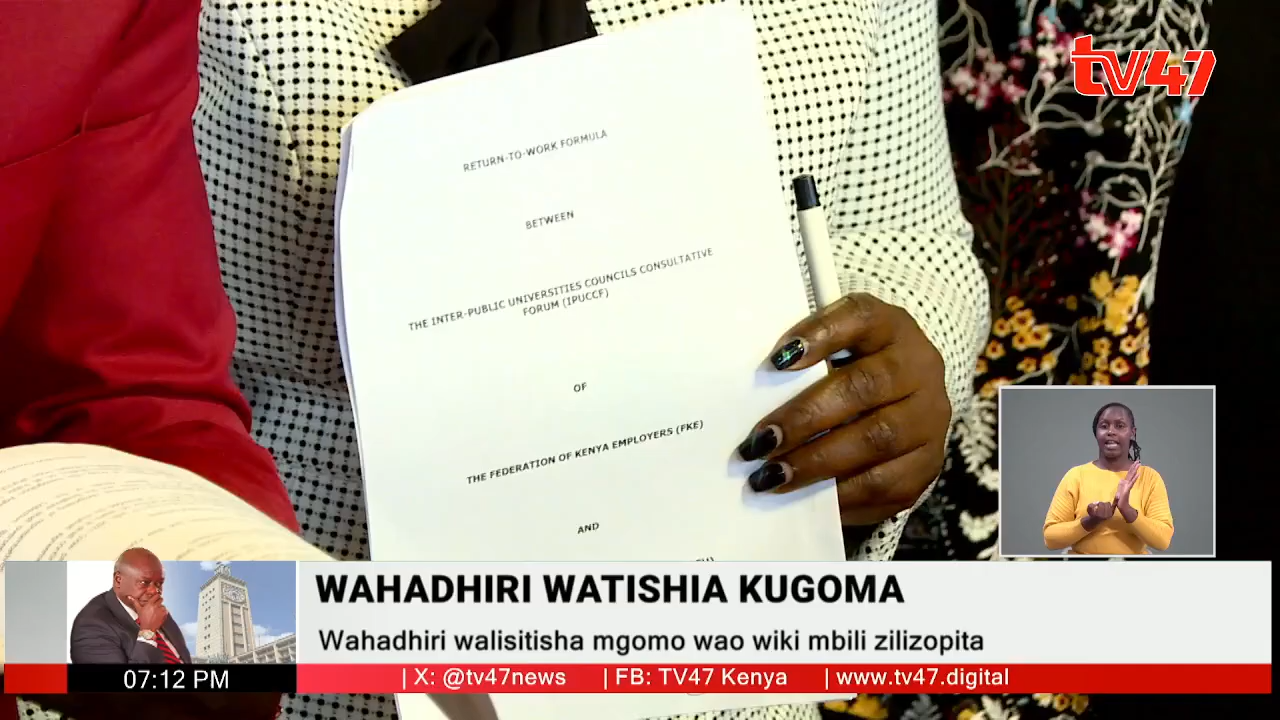 tv47
RETURN-TO-WORK FORMULA
BETWEEN
THE INTER-PUBLIC UNIVERSITIES COUNCILS CONSULTATIVE
FORUM (IPUCCF)
OF
THE FEDERATION OF KENYA EMPLOYERS (FKE)
AND
WAHADHIRI WATISHIA KUGOMA
Wahadhiri walisitisha mgomo wao wiki mbili zilizopita
07:12 PM
| X: @tv47news | FB: TV47 Kenya | www.tv47.digital